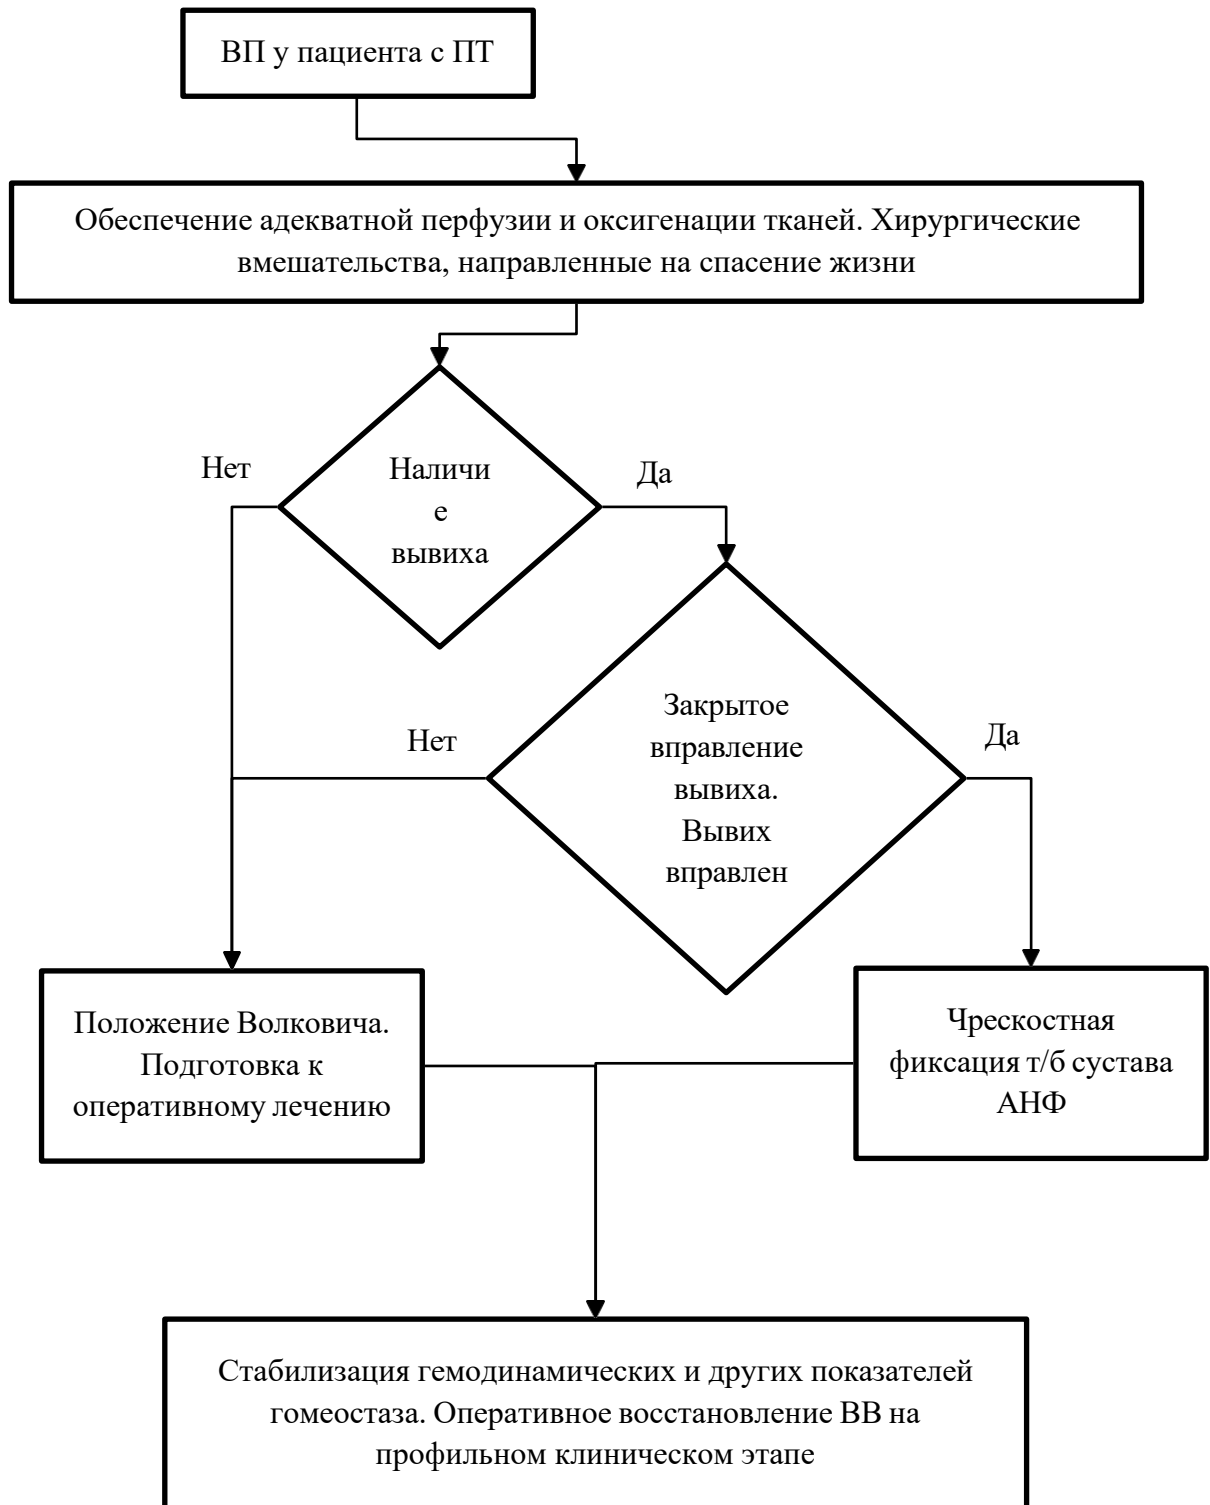 ВП у пациента с ПТ
Обеспечение адекватной перфузии и оксигенации тканей. Хирургические
вмешательства, направленные на спасение жизни
Нет
Наличи
е
вывиха
Да
Закрытое
вправление
вывиха.
Вывих
вправлен
Нет
Да
Положение Волковича.
Подготовка к
оперативному лечению
Чрескостная
фиксация т/б сустава
АНФ
Стабилизация гемодинамических и других показателей
гомеостаза. Оперативное восстановление ВВ на
профильном клиническом этапе